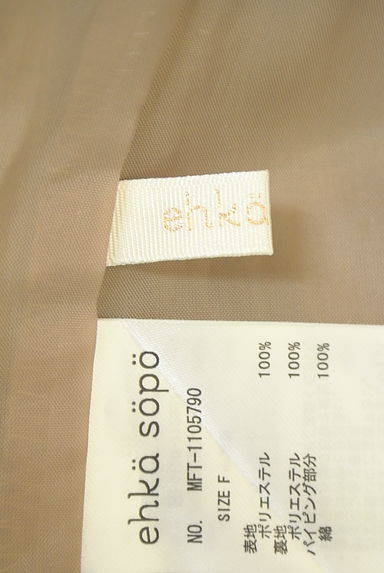 ehkä
ehkä söpö
NO. MFT-1105790
SIZE F
表地
ポリエステル 100%
裏地
ポリエステル 100%
パイピング部分
綿 100%